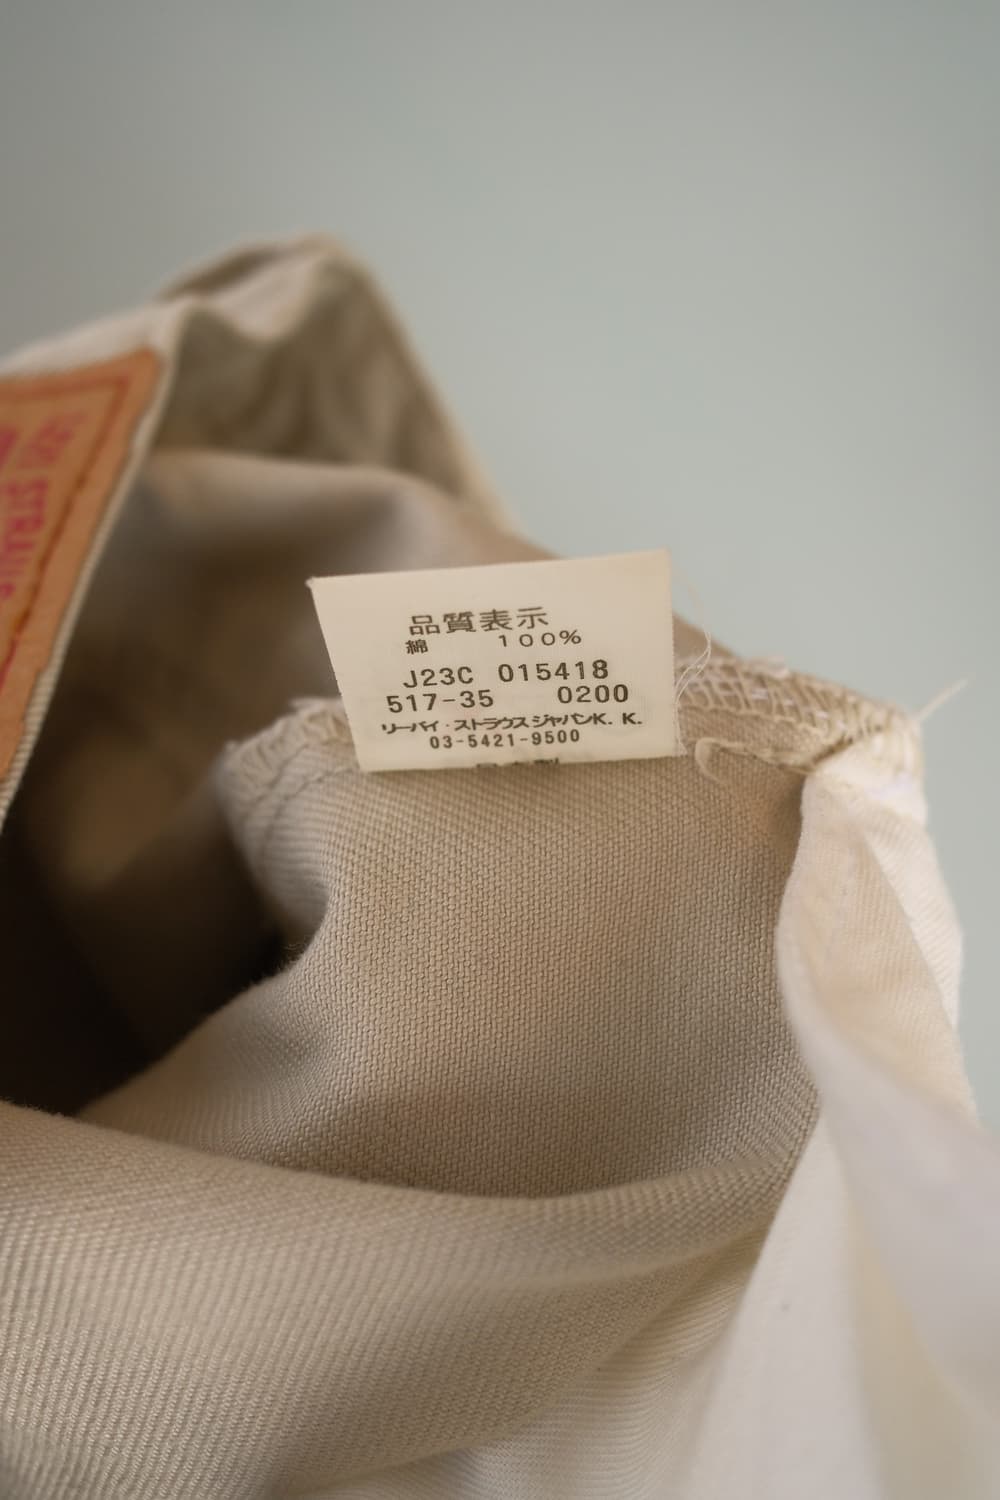 品質表示
綿 100%
J23C 015418
517-35 0200
リーバイ・ストラウス ジャパンK. K.
03-5421-9500
STRAUSS